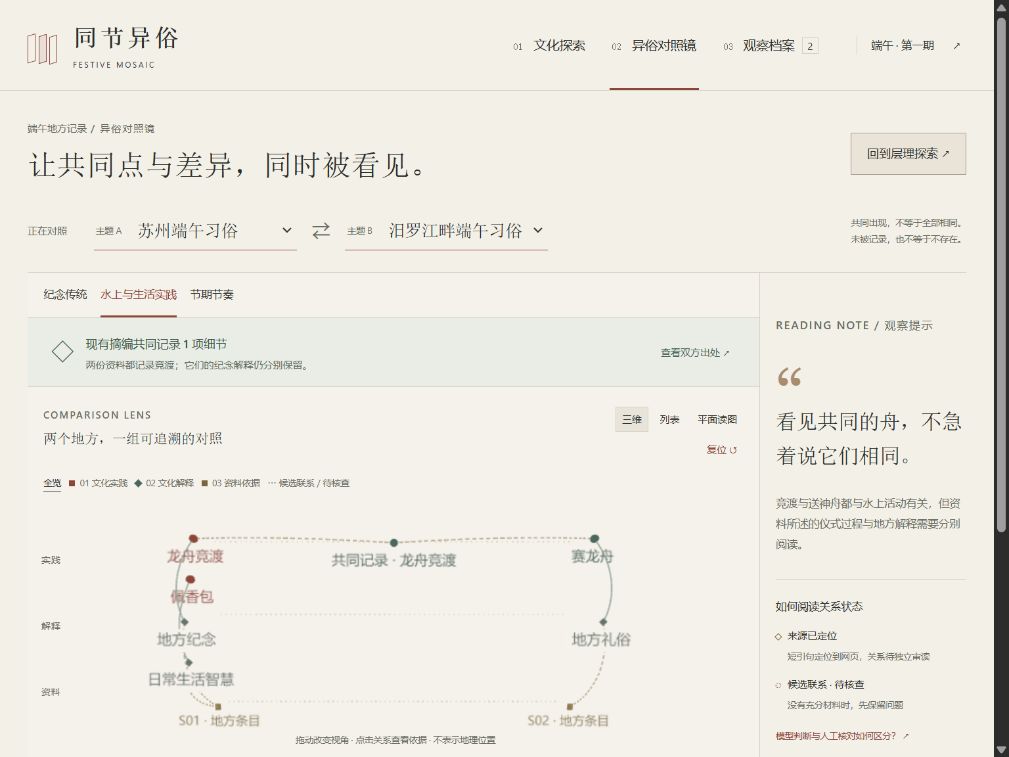 同节异俗
FESTIVE MOSAIC
01 文化探索
02 异俗对照镜
03 观察档案 2
端午 · 第一期 ↗
端午地方记录 / 异俗对照镜
让共同点与差异，同时被看见。
回到层理探索 ↗
正在对照
主题 A 苏州端午习俗
主题 B 汨罗江畔端午习俗
共同出现，不等于全部相同。
未被记录，也不等于不存在。
纪念传统 水上与生活实践 节期节奏
现有摘编共同记录 1 项细节
两份资料都记录竞渡；它们的纪念解释仍分别保留。
查看双方出处 ↗
COMPARISON LENS
两个地方，一组可追溯的对照
三维 列表 平面读图
复位 ↺
全览 01 文化实践 02 文化解释 03 资料依据 ··· 候选联系 / 待核查
实践
龙舟竞渡
共同记录 · 龙舟竞渡
赛龙舟
佩香包
解释
地方纪念
地方礼俗
日常生活智慧
资料
S01 · 地方条目
S02 · 地方条目
拖动改变视角 · 点击关系查看依据 · 不表示地理位置
READING NOTE / 观察提示
“
看见共同的舟，不急
着说它们相同。
竞渡与送神舟都与水上活动有关，但资
料所述的仪式过程与地方解释需要分别
阅读。
如何阅读关系状态
◇ 来源已定位
短引句定位到网页，关系待独立审读
○ 候选联系 · 待核查
没有充分材料时，先保留问题
模型判断与人工核对如何区分？ ↗